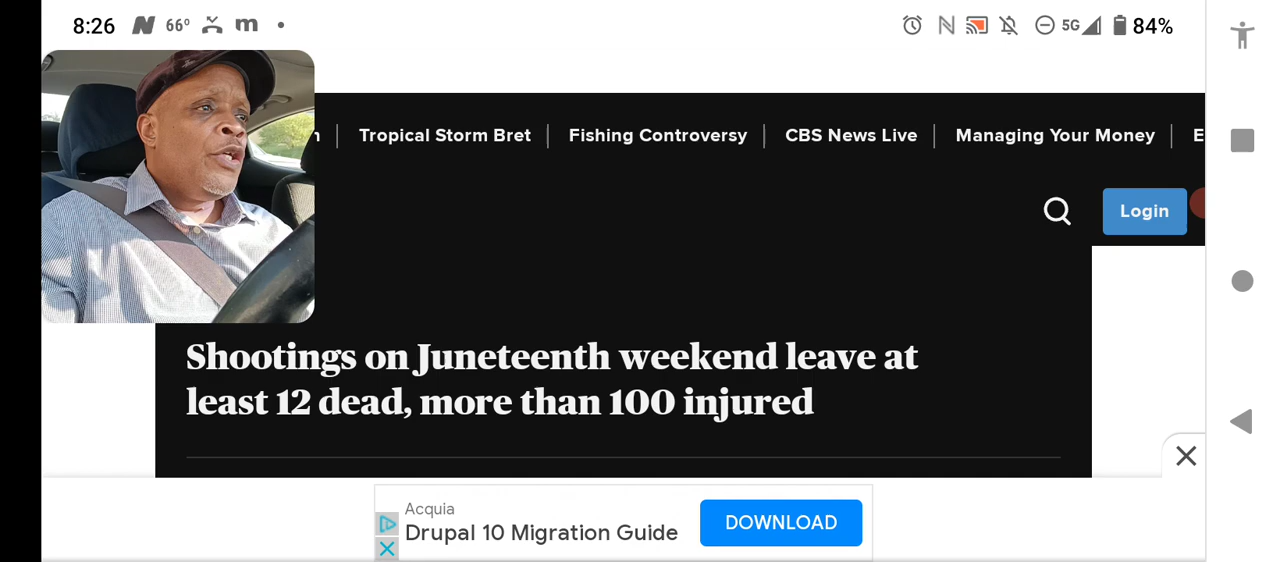 8:26 N 66° m 5G 84%
n Tropical Storm Bret Fishing Controversy CBS News Live Managing Your Money E
Login
Shootings on Juneteenth weekend leave at
least 12 dead, more than 100 injured
Acquia
Drupal 10 Migration Guide
DOWNLOAD